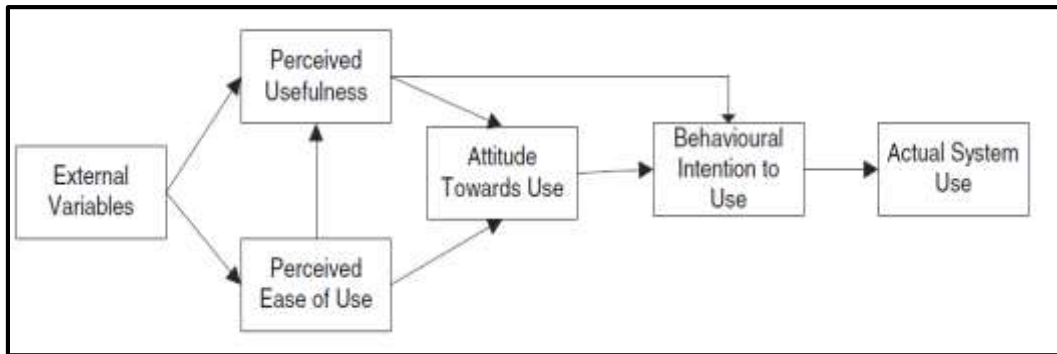 Perceived
Usefulness
External
Variables
Attitude
Towards Use
Behavioural
Intention to
Use
Actual System
Use
Perceived
Ease of Use